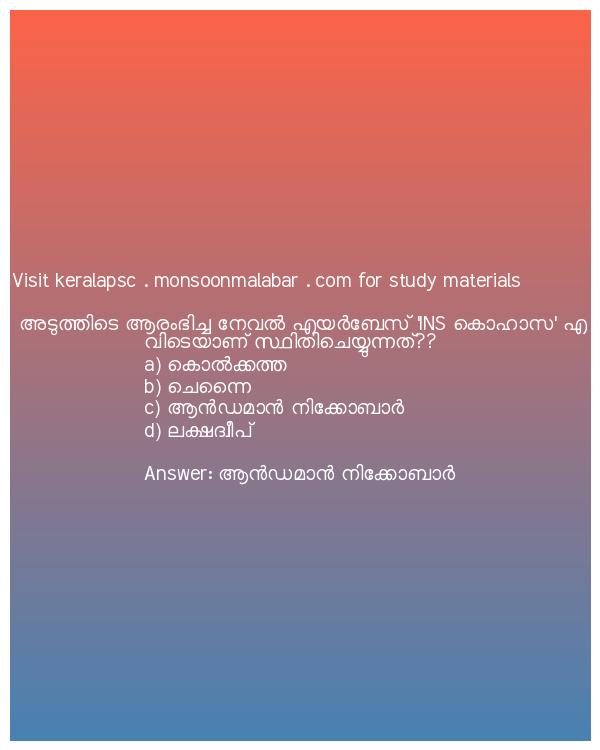 Visit keralapsc . monsoonmalabar . com for study materials
അടുത്തിടെ ആരംഭിച്ച നേവൽ എയർബേസ് 'INS കൊഹാസ' എ
വിടെയാണ് സ്ഥിതിചെയ്യുന്നത്??
a) കൊൽക്കത്ത
b) ചെന്നൈ
c) ആൻഡമാൻ നിക്കോബാർ
d) ലക്ഷദ്വീപ്
Answer: ആൻഡമാൻ നിക്കോബാർ